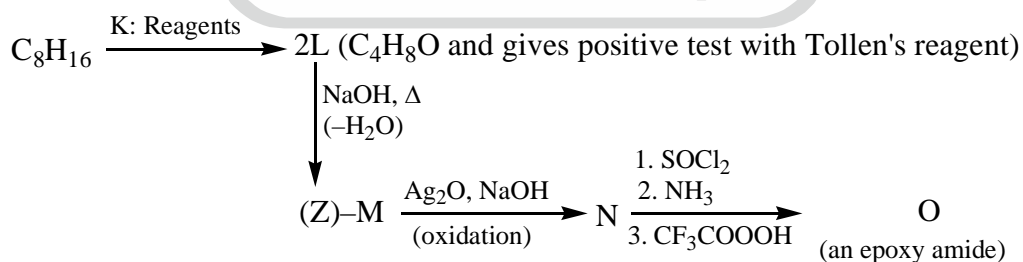 K: Reagents
C₈H₁₆ 2L (C₄H₈O and gives positive test with Tollen's reagent)
NaOH, Δ
(–H₂O)
1. SOCl₂
(Z)–M Ag₂O, NaOH N 2. NH₃ O
(oxidation) 3. CF₃COOOH
(an epoxy amide)